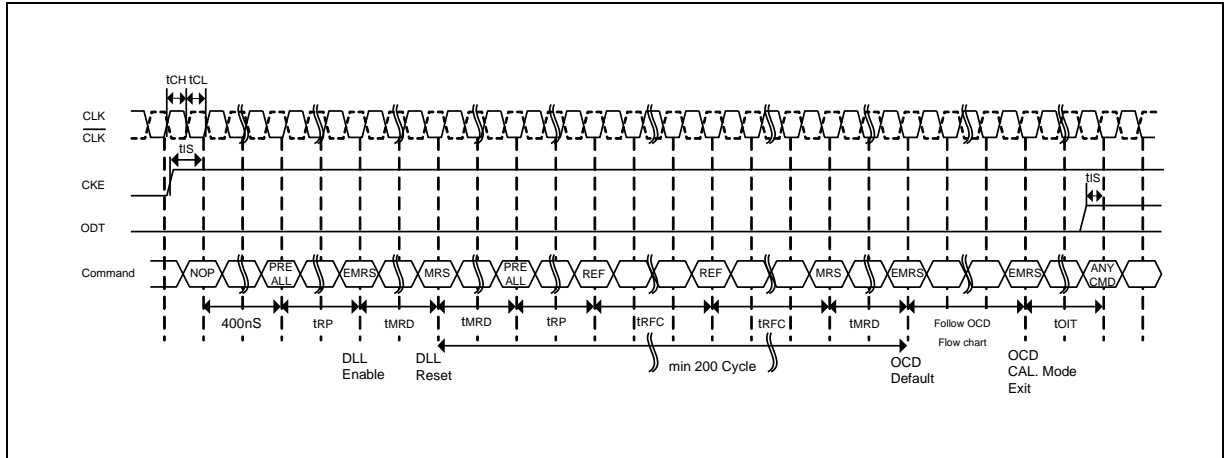 tCH tCL
CLK
CLK
tIS
CKE
tIS
ODT
Command
NOP
PRE
ALL
EMRS
MRS
PRE
ALL
REF
REF
MRS
EMRS
EMRS
ANY
CMD
400nS
tRP
tMRD
tMRD
tRP
tRFC
tRFC
tMRD
Follow OCD
Flow chart
tOIT
DLL
Enable
DLL
Reset
min 200 Cycle
OCD
Default
OCD
CAL. Mode
Exit